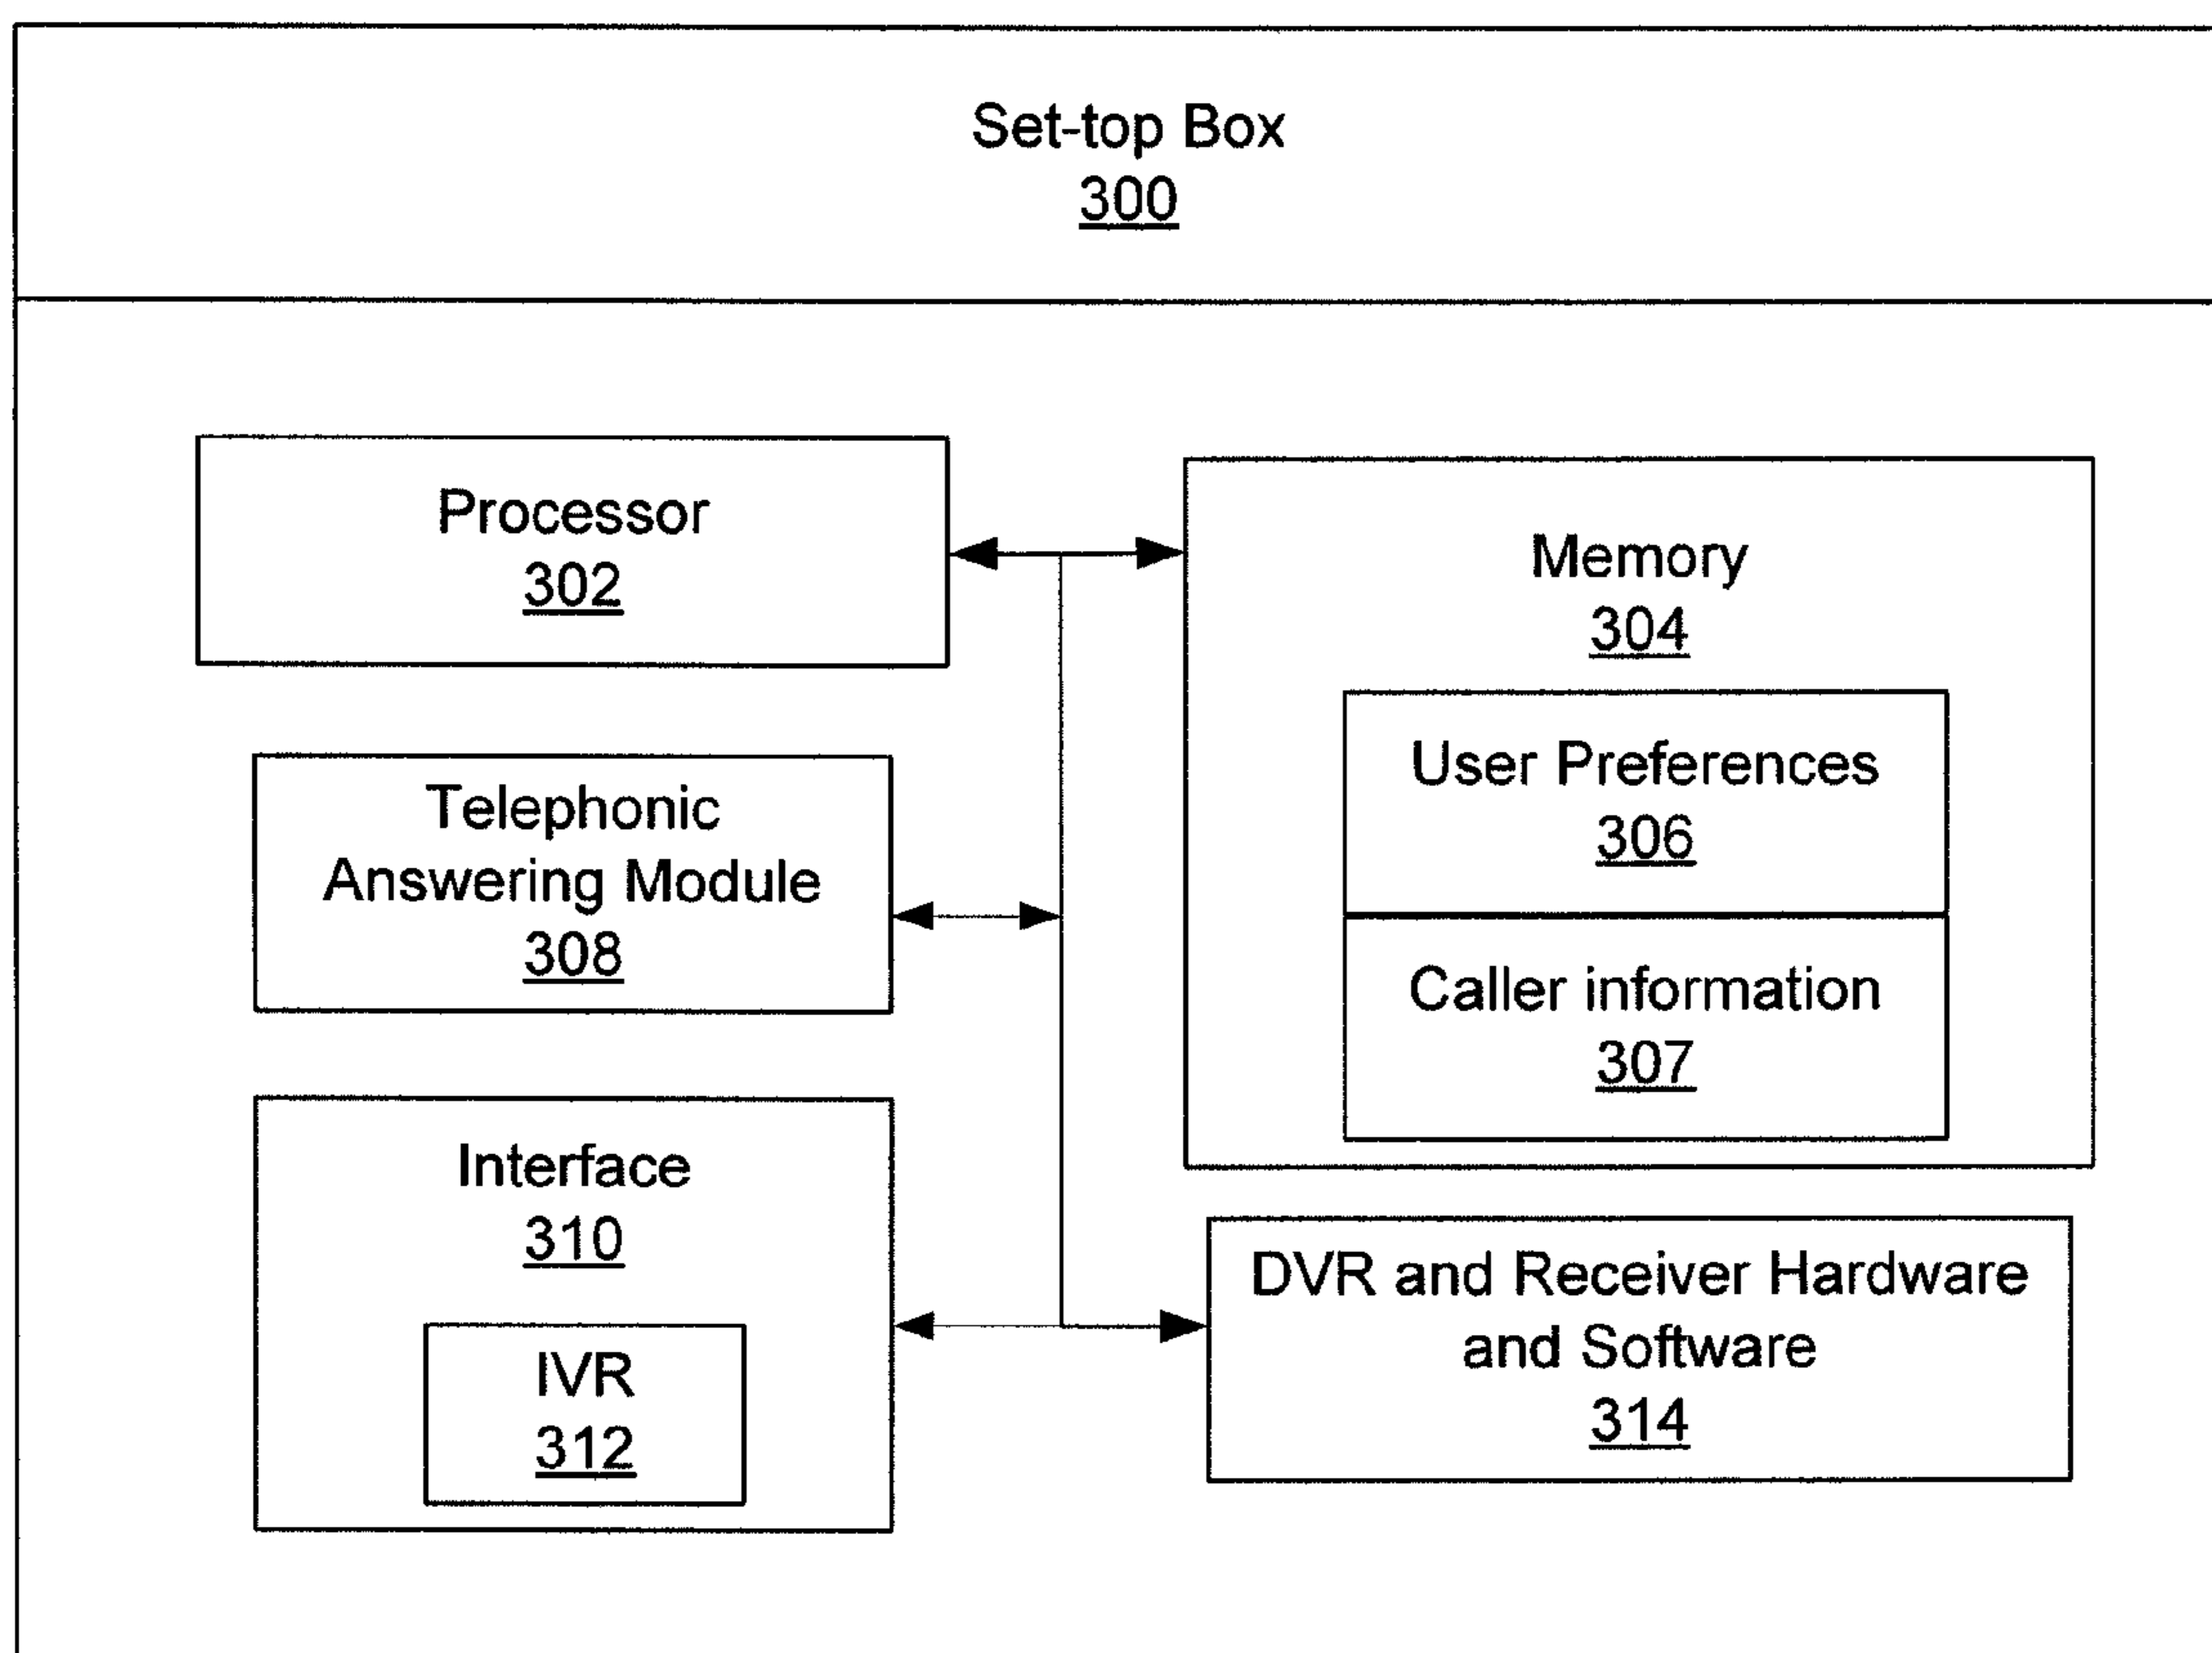 Set-top Box
300
Processor
302
Memory
304
User Preferences
306
Caller information
307
Telephonic
Answering Module
308
Interface
310
IVR
312
DVR and Receiver Hardware
and Software
314